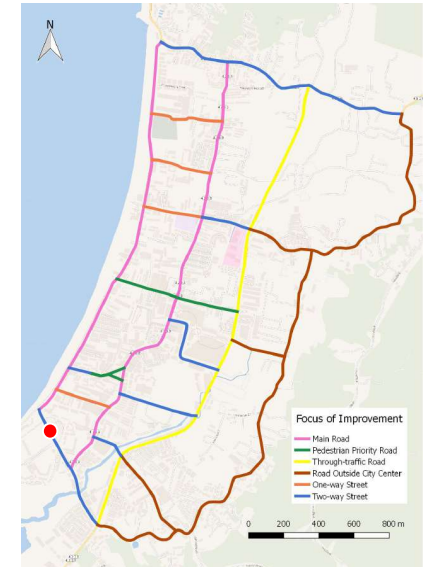 N
Focus of Improvement
Main Road
Pedestrian Priority Road
Through-traffic Road
Road Outside City Center
One-way Street
Two-way Street
0 200 400 600 800 m